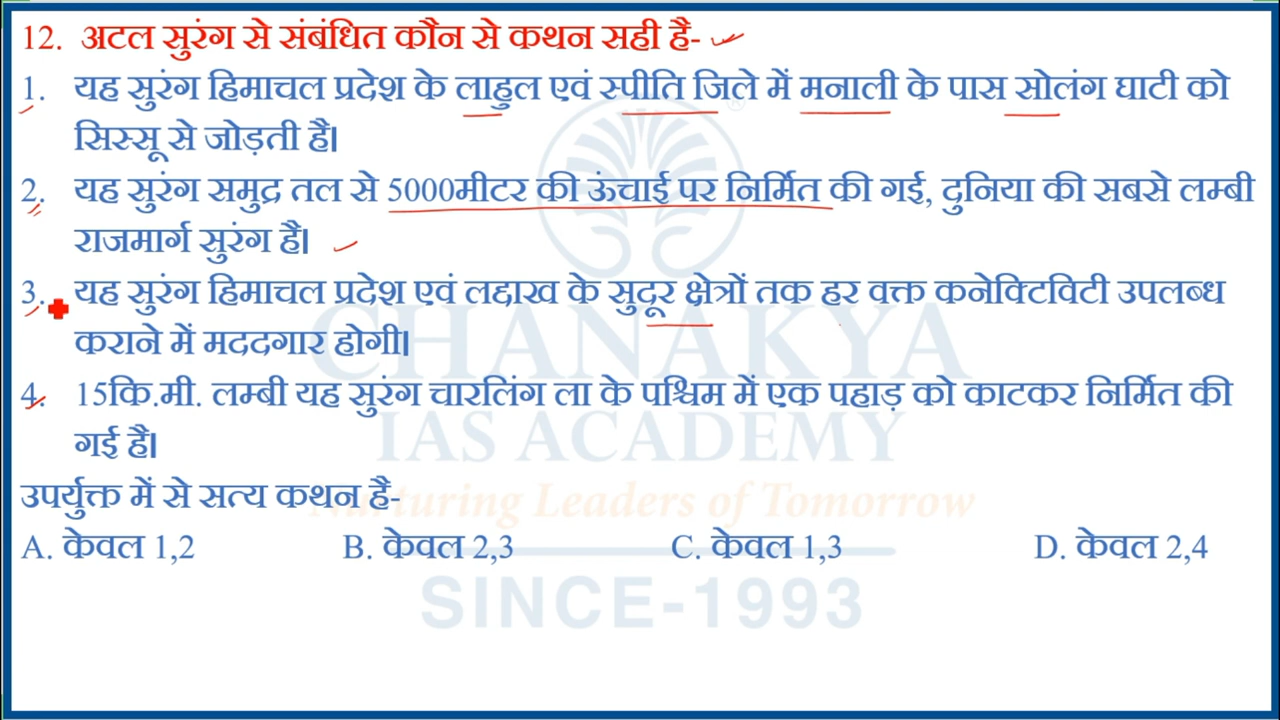 12. अटल सुरंग से संबंधित कौन से कथन सही है-
1. यह सुरंग हिमाचल प्रदेश के लाहुल एवं स्पीति जिले में मनाली के पास सोलंग घाटी को
सिस्सू से जोड़ती है।
2. यह सुरंग समुद्र तल से 5000मीटर की ऊंचाई पर निर्मित की गई, दुनिया की सबसे लम्बी
राजमार्ग सुरंग है।
3. यह सुरंग हिमाचल प्रदेश एवं लद्दाख के सुदूर क्षेत्रों तक हर वक्त कनेक्टिविटी उपलब्ध
कराने में मददगार होगी।
4. 15कि.मी. लम्बी यह सुरंग चारलिंग ला के पश्चिम में एक पहाड़ को काटकर निर्मित की
गई है।
उपर्युक्त में से सत्य कथन है-
A. केवल 1,2 B. केवल 2,3 C. केवल 1,3 D. केवल 2,4
CHANAKYA
IAS ACADEMY
Nurturing Leaders of Tomorrow
SINCE-1993